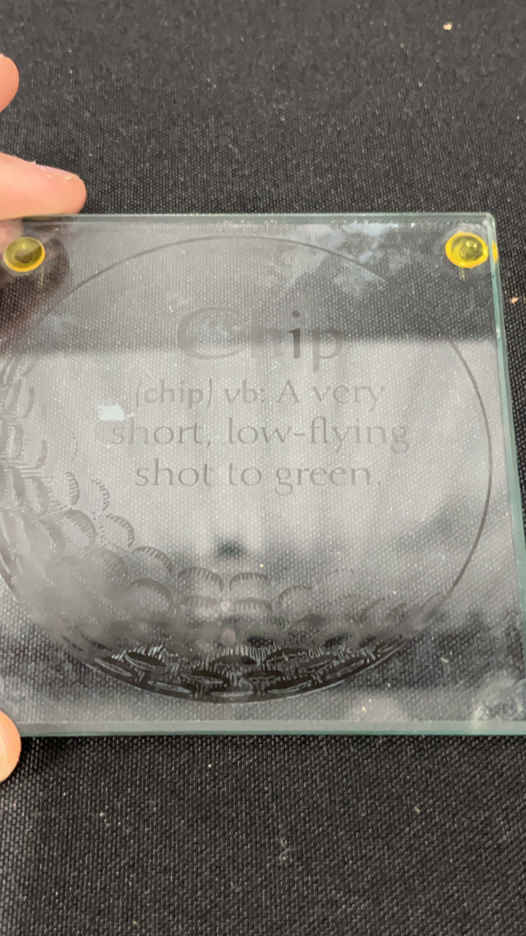 Chip
(chip) vb: A very
short, low-flying
shot to green.